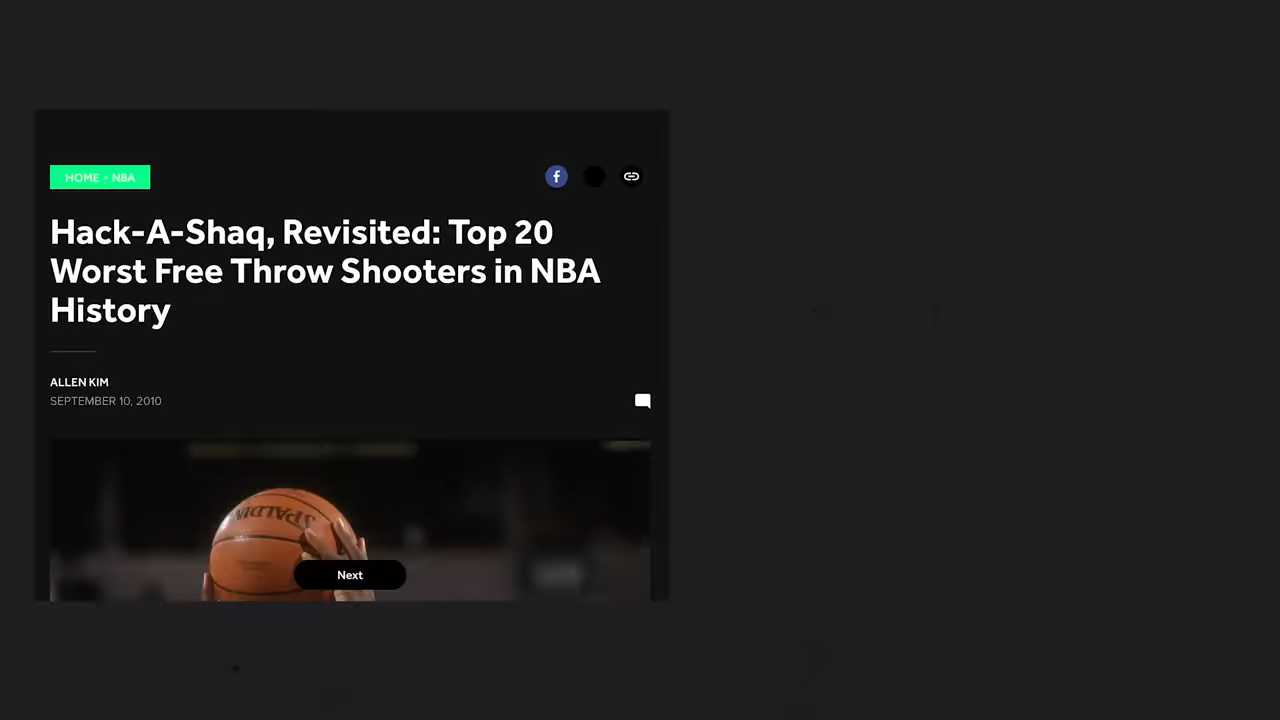 HOME - NBA
Hack-A-Shaq, Revisited: Top 20
Worst Free Throw Shooters in NBA
History
ALLEN KIM
SEPTEMBER 10, 2010
SPALDING
Next